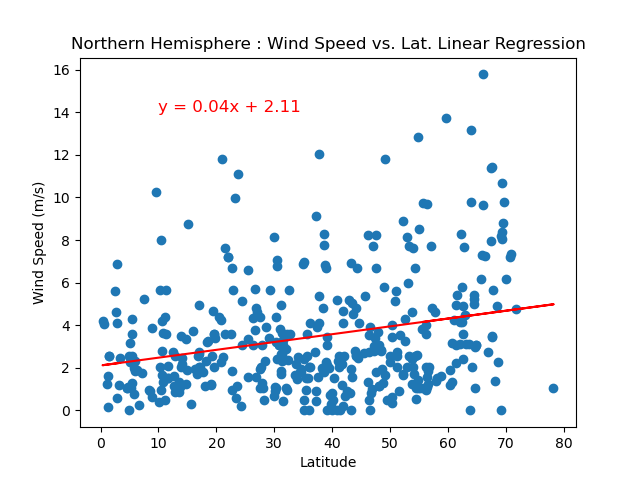 Northern Hemisphere : Wind Speed vs. Lat. Linear Regression
y = 0.04x + 2.11
Wind Speed (m/s)
16
14
12
10
8
6
4
2
0
0 10 20 30 40 50 60 70 80
Latitude